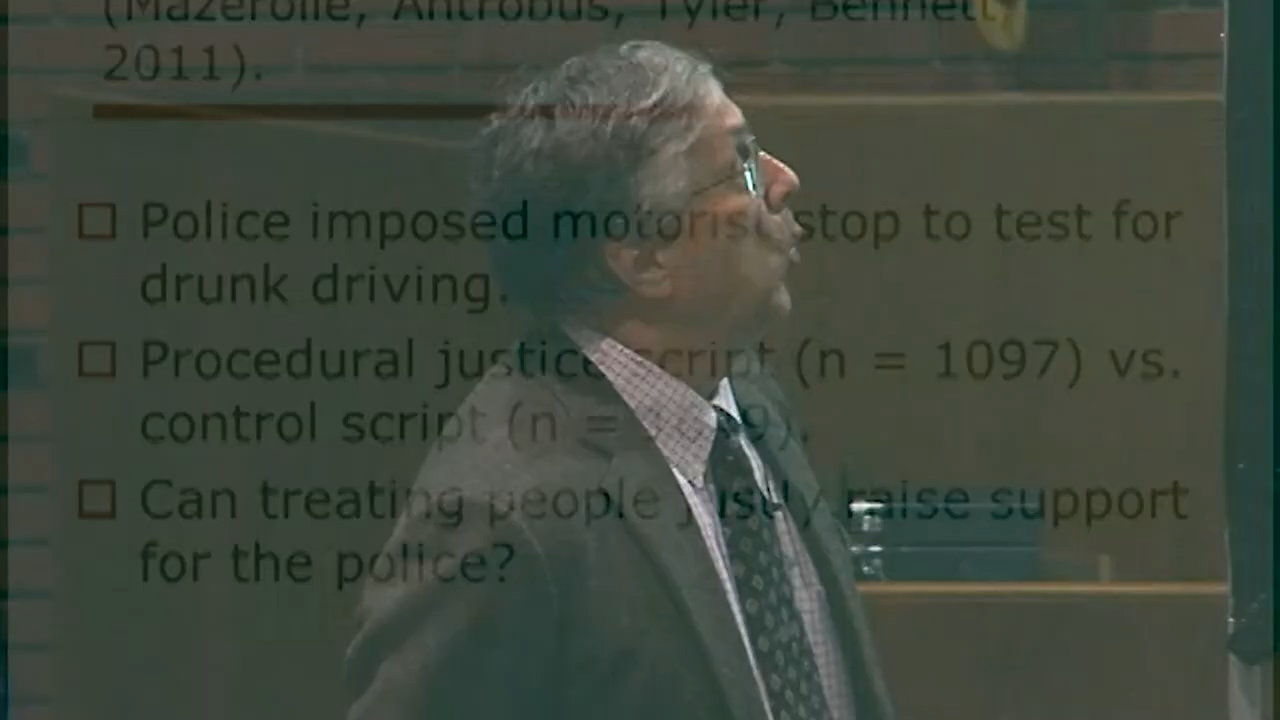 (Mazerolle, Antrobus, Tyler, Bennett
2011).
Police imposed motorist stop to test for
drunk driving.
Procedural justice script (n = 1097) vs.
control script (n = 9).
Can treating people justly raise support
for the police?